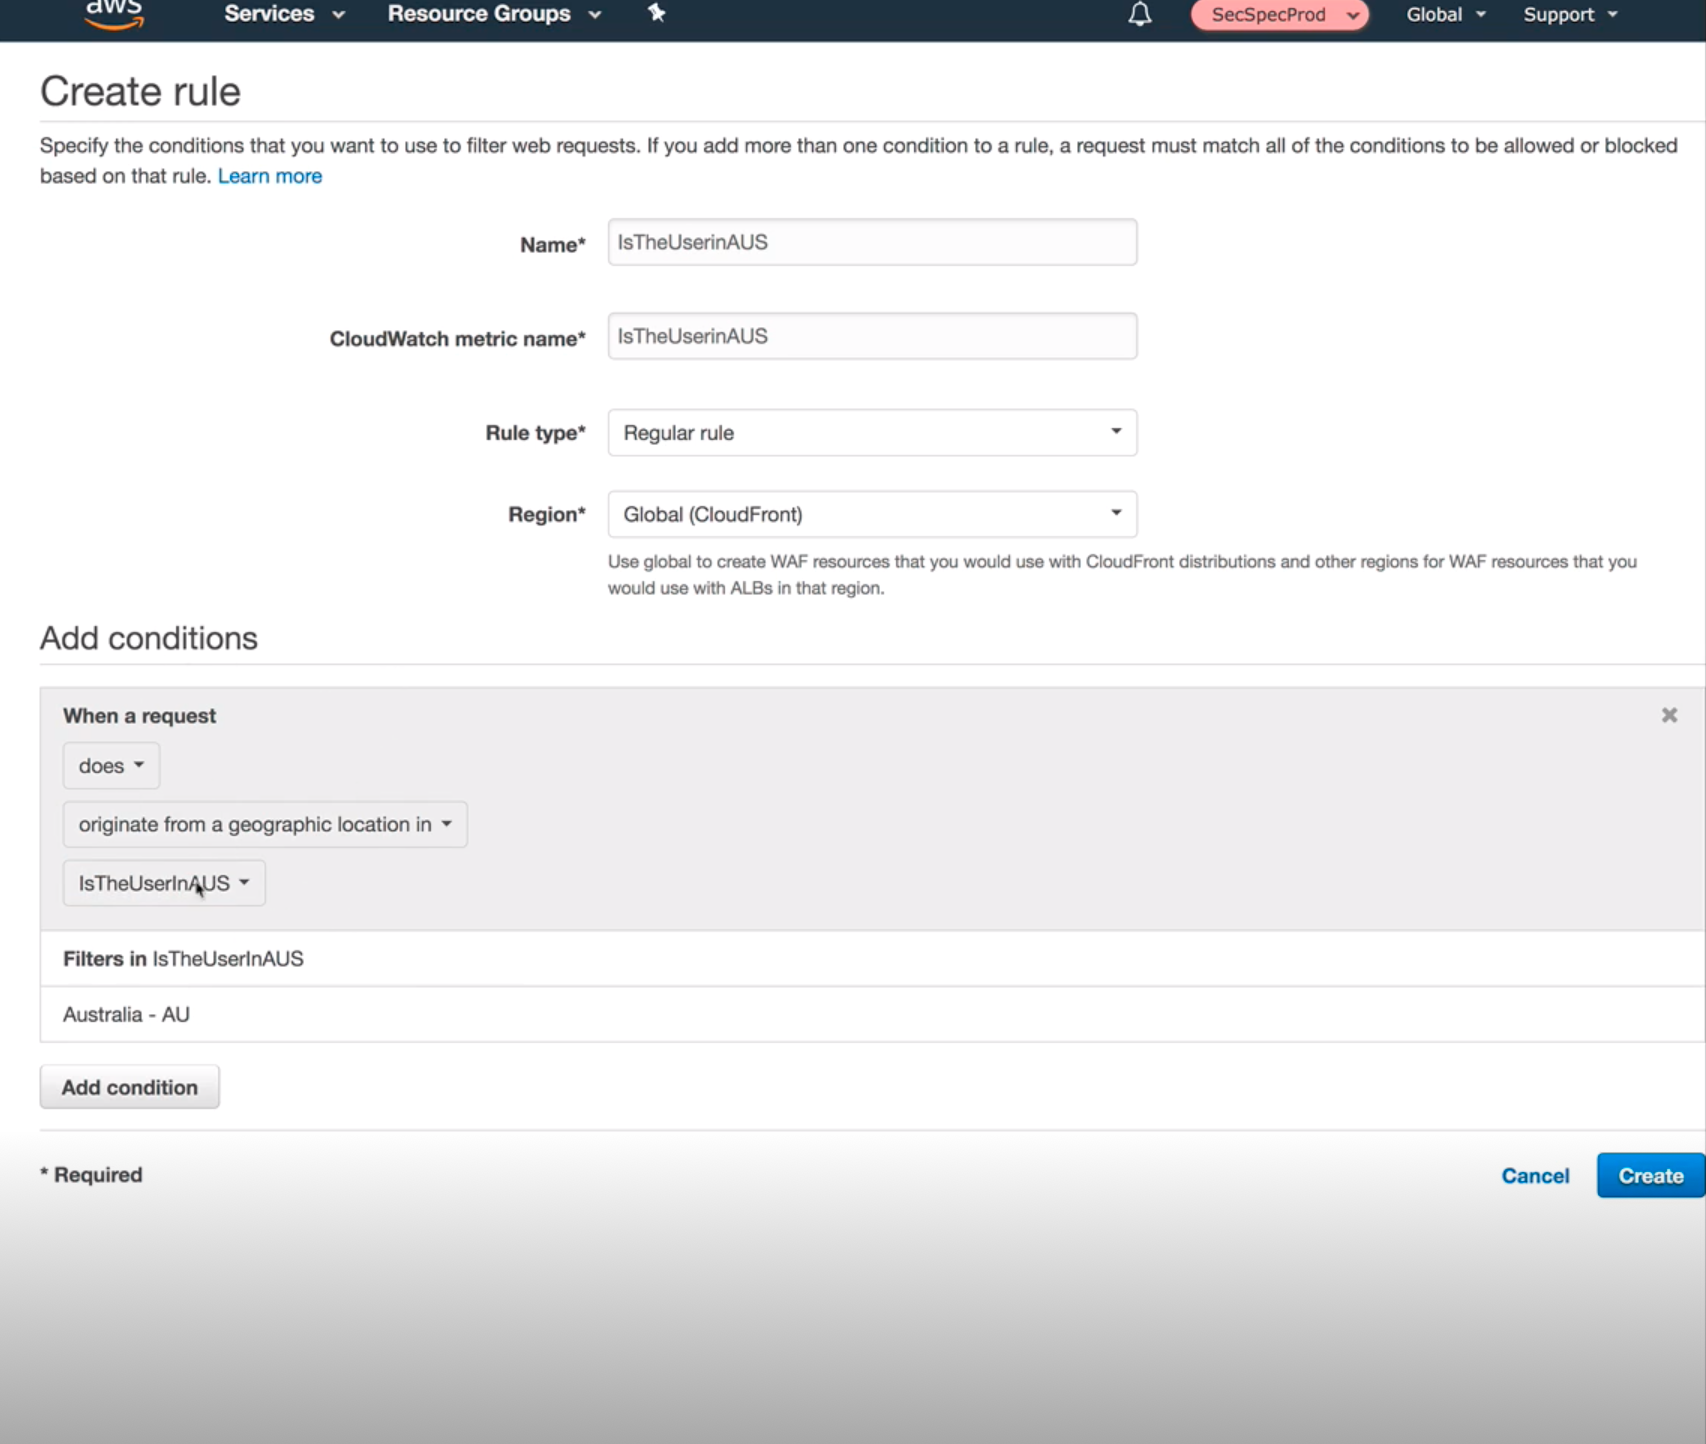 aws Services Resource Groups SecSpecProd Global Support
Create rule
Specify the conditions that you want to use to filter web requests. If you add more than one condition to a rule, a request must match all of the conditions to be allowed or blocked
based on that rule. Learn more
Name* IsTheUserinAUS
CloudWatch metric name* IsTheUserinAUS
Rule type* Regular rule
Region* Global (CloudFront)
Use global to create WAF resources that you would use with CloudFront distributions and other regions for WAF resources that you
would use with ALBs in that region.
Add conditions
When a request
does
originate from a geographic location in
IsTheUserInAUS
Filters in IsTheUserInAUS
Australia - AU
Add condition
* Required Cancel Create